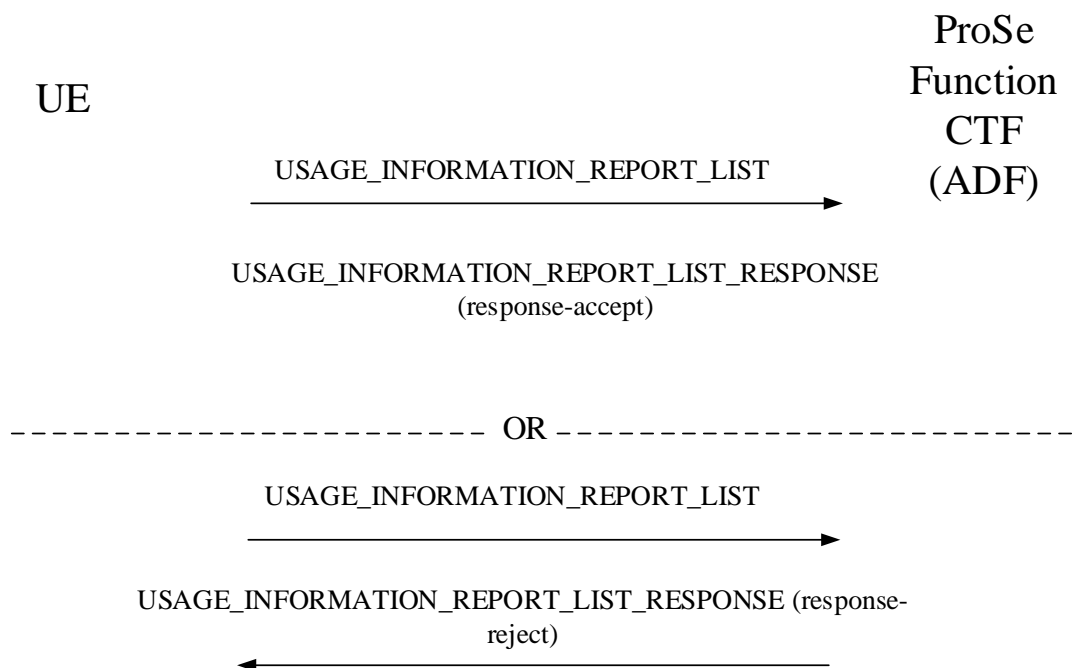 ProSe
Function
CTF
(ADF)
UE
USAGE_INFORMATION_REPORT_LIST
USAGE_INFORMATION_REPORT_LIST_RESPONSE
(response-accept)
OR
USAGE_INFORMATION_REPORT_LIST
USAGE_INFORMATION_REPORT_LIST_RESPONSE (response-
reject)